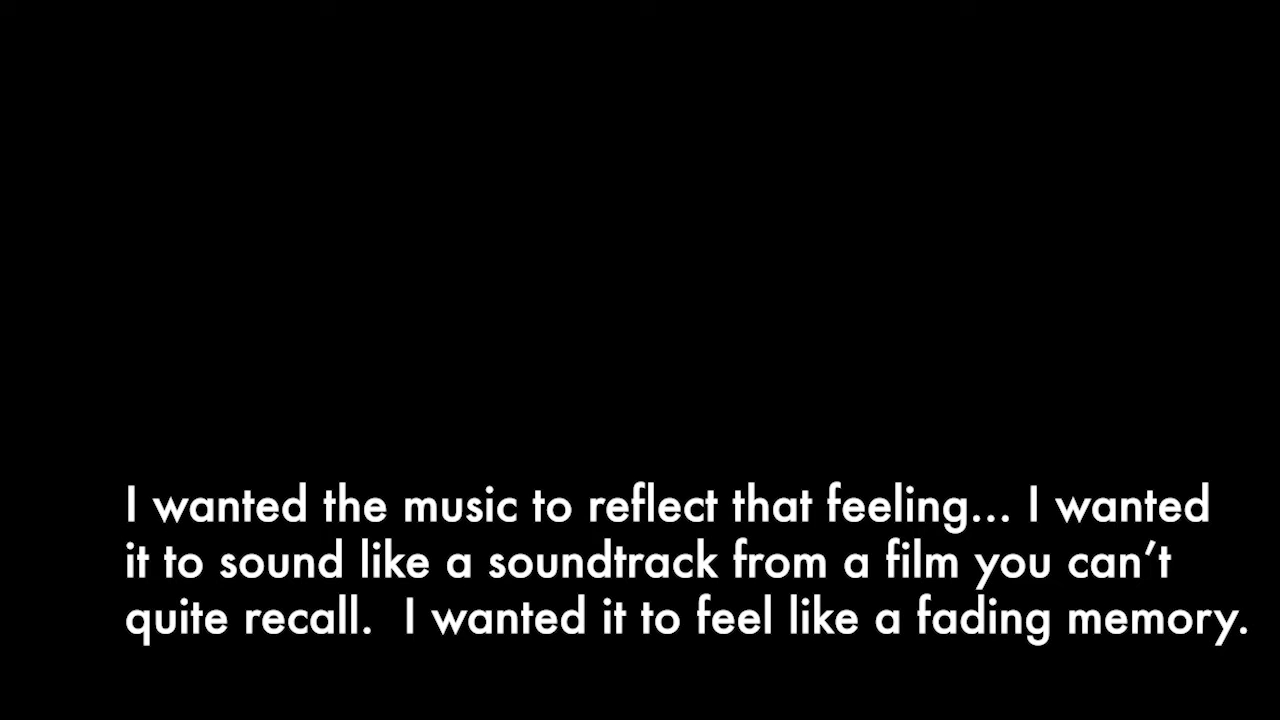 I wanted the music to reflect that feeling... I wanted
it to sound like a soundtrack from a film you can’t
quite recall.  I wanted it to feel like a fading memory.